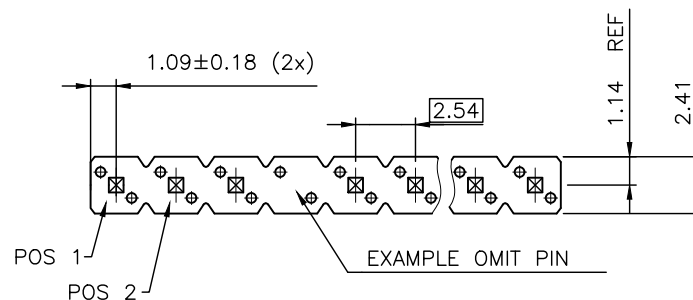 1.09±0.18 (2x)
2.54
1.14 REF
2.41
POS 1
POS 2
EXAMPLE OMIT PIN